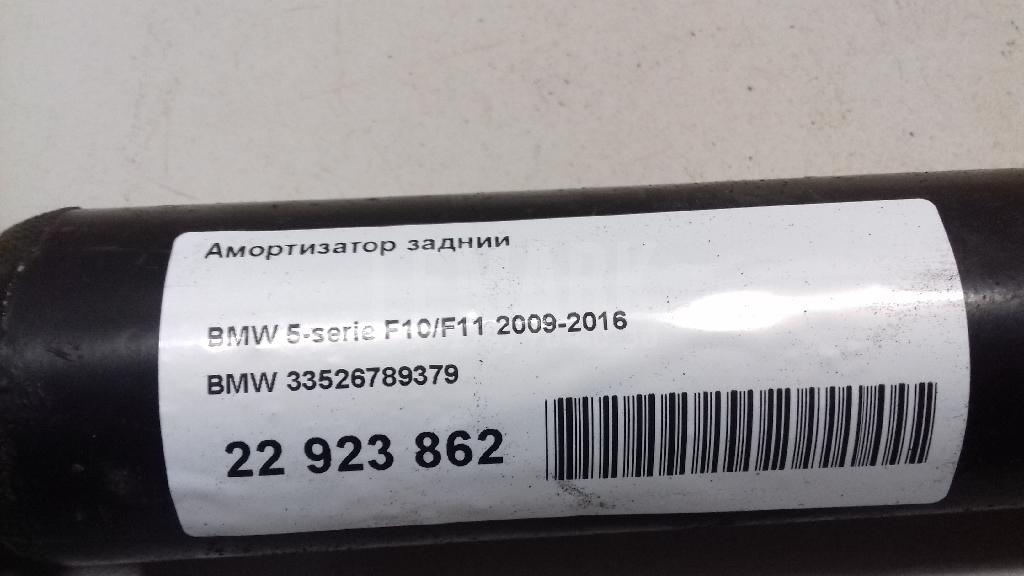 Амортизатор заднии
BMW 5-serie F10/F11 2009-2016
BMW 33526789379
22 923 862